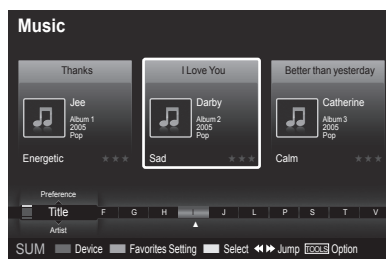 Music
Thanks
Jee
Album 1
2005
Pop
Energetic
I Love You
Darby
Album 2
2005
Pop
Sad
Better than yesterday
Catherine
Album 3
2005
Pop
Calm
Preference
Title F G H I J L P S T V
Artist
SUM Device Favorites Setting Select Jump TOOLS Option